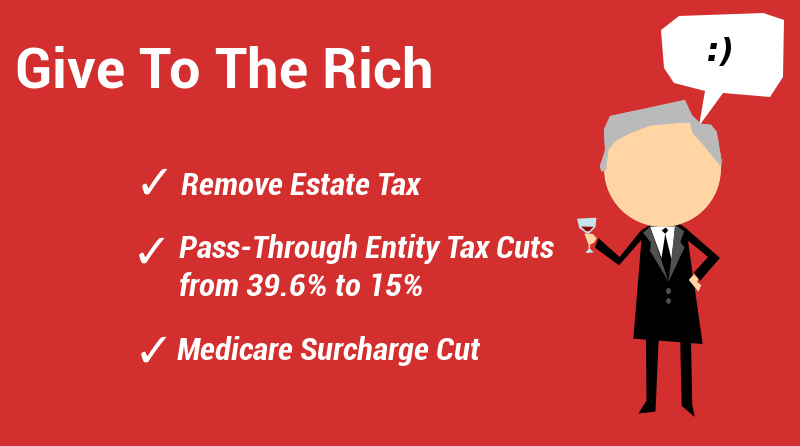 Give To The Rich
:)
✓ Remove Estate Tax
✓ Pass-Through Entity Tax Cuts
from 39.6% to 15%
✓ Medicare Surcharge Cut